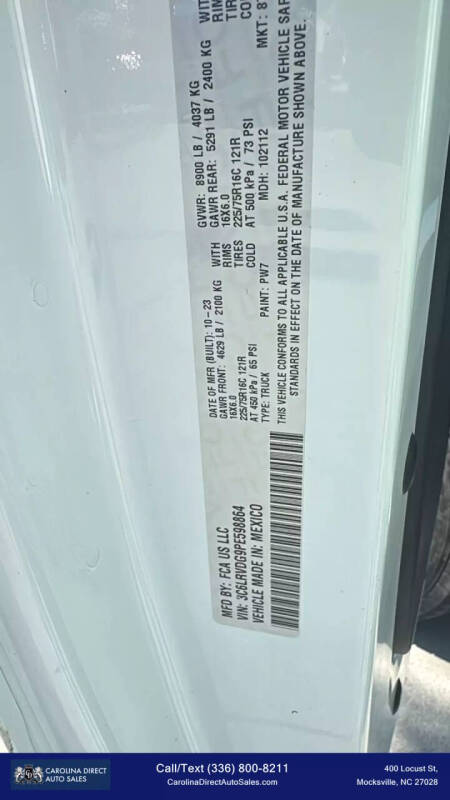 MFD BY: FCA US LLC
VIN: 3C6LRVDG9PE598864
VEHICLE MADE IN: MEXICO
DATE OF MFR (BUILT): 10-23
GAWR FRONT: 4629 LB / 2100 KG WITH
16X6.0 RIMS
225/75R16C 121R TIRES
AT 450 kPa / 65 PSI COLD
TYPE: TRUCK
PAINT: PW7
GVWR: 8900 LB / 4037 KG
GAWR REAR: 5291 LB / 2400 KG WITH
16X6.0
225/75R16C 121R
AT 500 kPa / 73 PSI
MDH: 102112
MKT:
THIS VEHICLE CONFORMS TO ALL APPLICABLE U.S.A. FEDERAL MOTOR VEHICLE
STANDARDS IN EFFECT ON THE DATE OF MANUFACTURE SHOWN ABOVE.
CAROLINA DIRECT
AUTO SALES
Call/Text (336) 800-8211
CarolinaDirectAutoSales.com
400 Locust St,
Mocksville, NC 27028